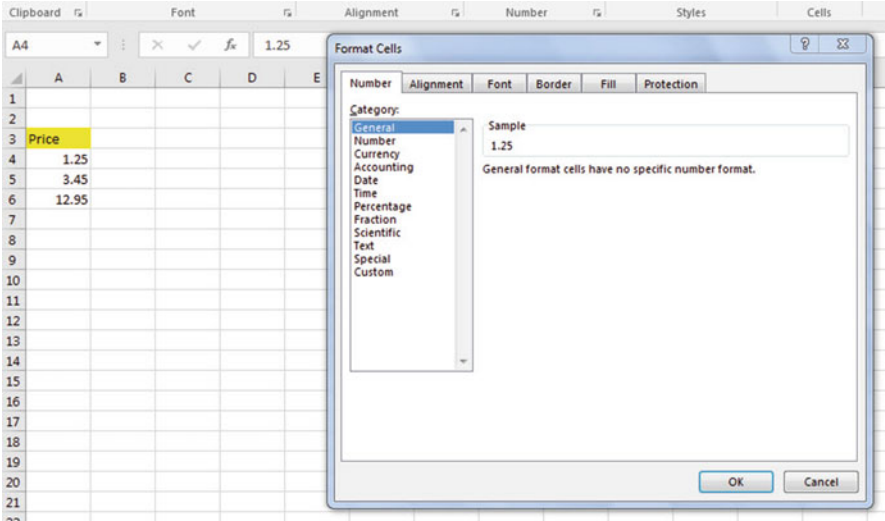 Clipboard Font Alignment Number Styles Cells
A4 fx 1.25
A B C D E
1
2
3 Price
4 1.25
5 3.45
6 12.95
7
8
9
10
11
12
13
14
15
16
17
18
19
20
21
22
Format Cells
Number Alignment Font Border Fill Protection
Category:
General
Number
Currency
Accounting
Date
Time
Percentage
Fraction
Scientific
Text
Special
Custom
Sample
1.25
General format cells have no specific number format.
OK Cancel